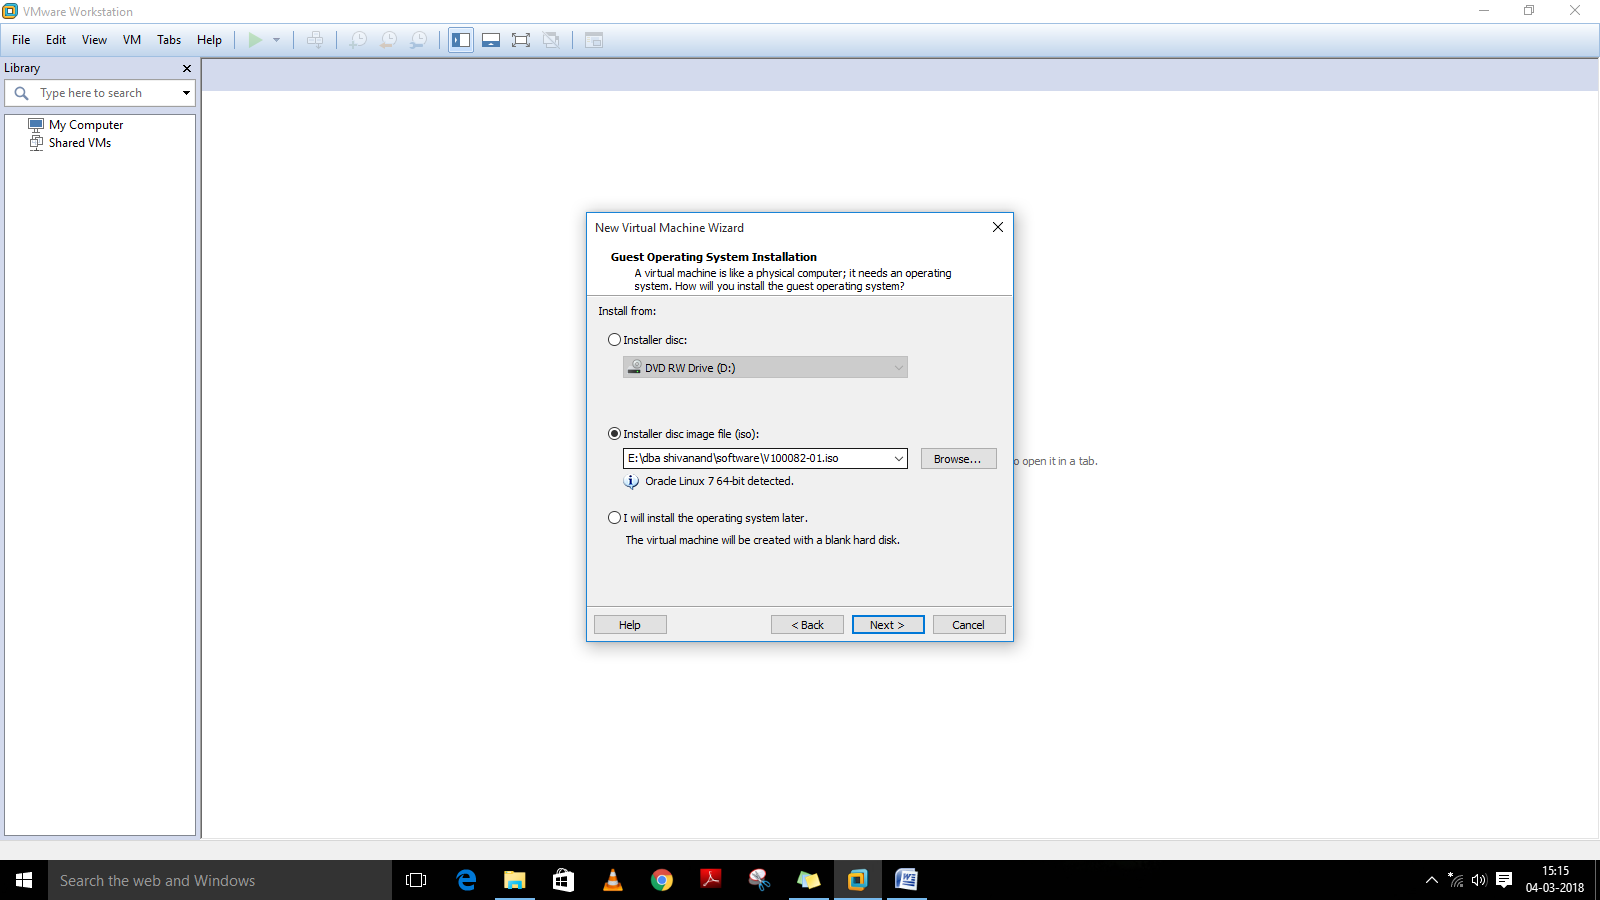 VMware Workstation
File Edit View VM Tabs Help
Library
Type here to search
My Computer
Shared VMs
New Virtual Machine Wizard
Guest Operating System Installation
A virtual machine is like a physical computer; it needs an operating
system. How will you install the guest operating system?
Install from:
Installer disc:
DVD RW Drive (D:)
Installer disc image file (iso):
E:\dba shivanand\software\V100082-01.iso
Browse...
o open it in a tab.
Oracle Linux 7 64-bit detected.
I will install the operating system later.
The virtual machine will be created with a blank hard disk.
Help < Back Next > Cancel
Search the web and Windows
15:15
04-03-2018